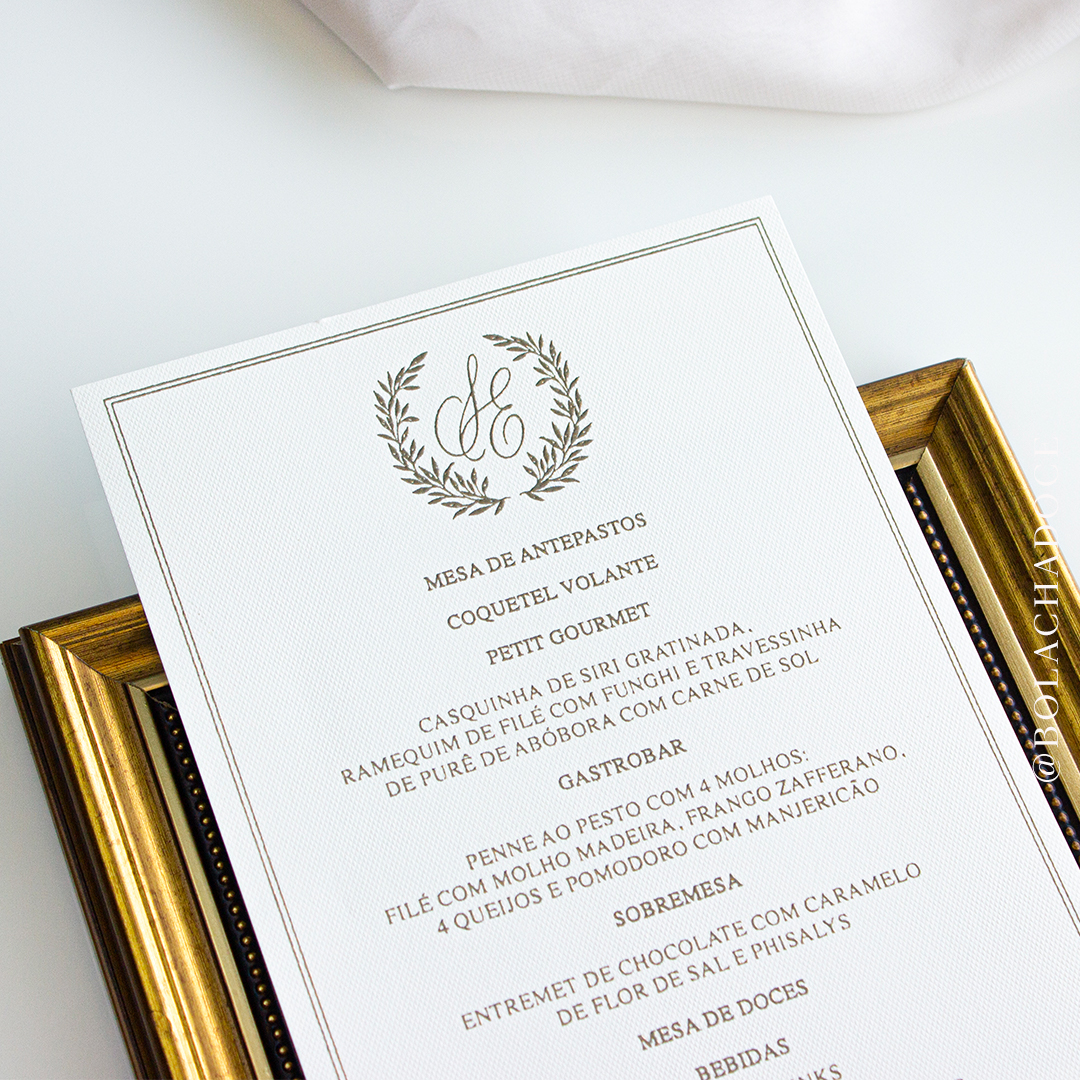 MESA DE ANTEPASTOS
COQUETEL VOLANTE
PETIT GOURMET
CASQUINHA DE SIRI GRATINADA,
RAMEQUIM DE FILÉ COM FUNGHI E TRAVESSINHA
DE PURÊ DE ABÓBORA COM CARNE DE SOL
GASTROBAR
PENNE AO PESTO COM 4 MOLHOS:
FILÉ COM MOLHO MADEIRA, FRANGO ZAFFERANO,
4 QUEIJOS E POMODORO COM MANJERICÃO
SOBREMESA
ENTREMET DE CHOCOLATE COM CARAMELO
DE FLOR DE SAL E PHISALYS
MESA DE DOCES
BEBIDAS
@BOLACHADOCE